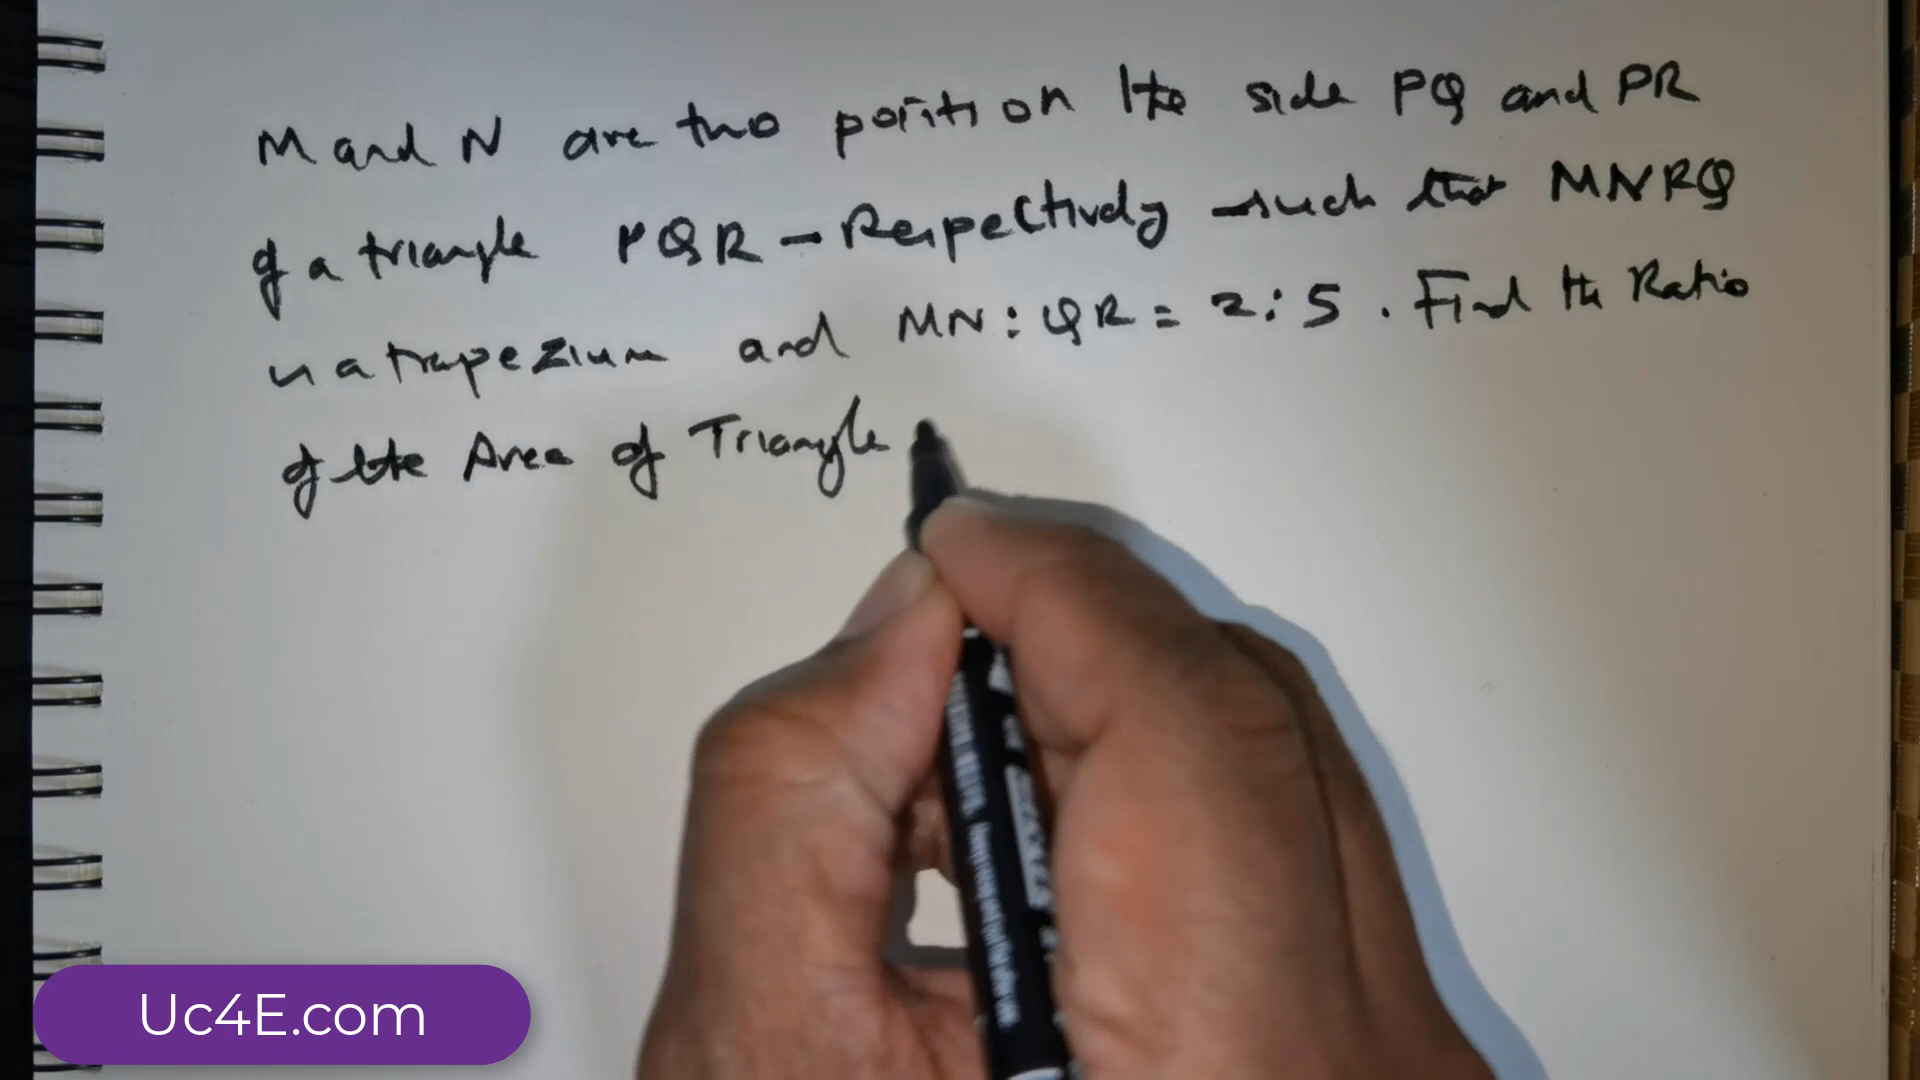 M and N are two points on the side PQ and PR
of a triangle PQR - Respectively such that MNRQ
is a trapezium and MN : QR = 2 : 5 . Find the Ratio
of the Area of Triangle
Uc4E.com